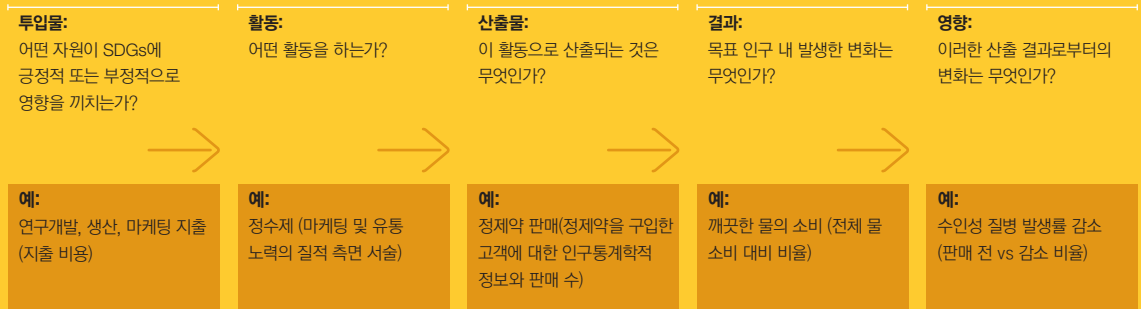 투입물:
어떤 자원이 SDGs에
긍정적 또는 부정적으로
영향을 끼치는가?
예:
연구개발, 생산, 마케팅 지출
(지출 비용)
활동:
어떤 활동을 하는가?
예:
정수제 (마케팅 및 유통
노력의 질적 측면 서술)
산출물:
이 활동으로 산출되는 것은
무엇인가?
예:
정제약 판매(정제약을 구입한
고객에 대한 인구통계학적
정보와 판매 수)
결과:
목표 인구 내 발생한 변화는
무엇인가?
예:
깨끗한 물의 소비 (전체 물
소비 대비 비율)
영향:
이러한 산출 결과로부터의
변화는 무엇인가?
예:
수인성 질병 발생률 감소
(판매 전 vs 감소 비율)